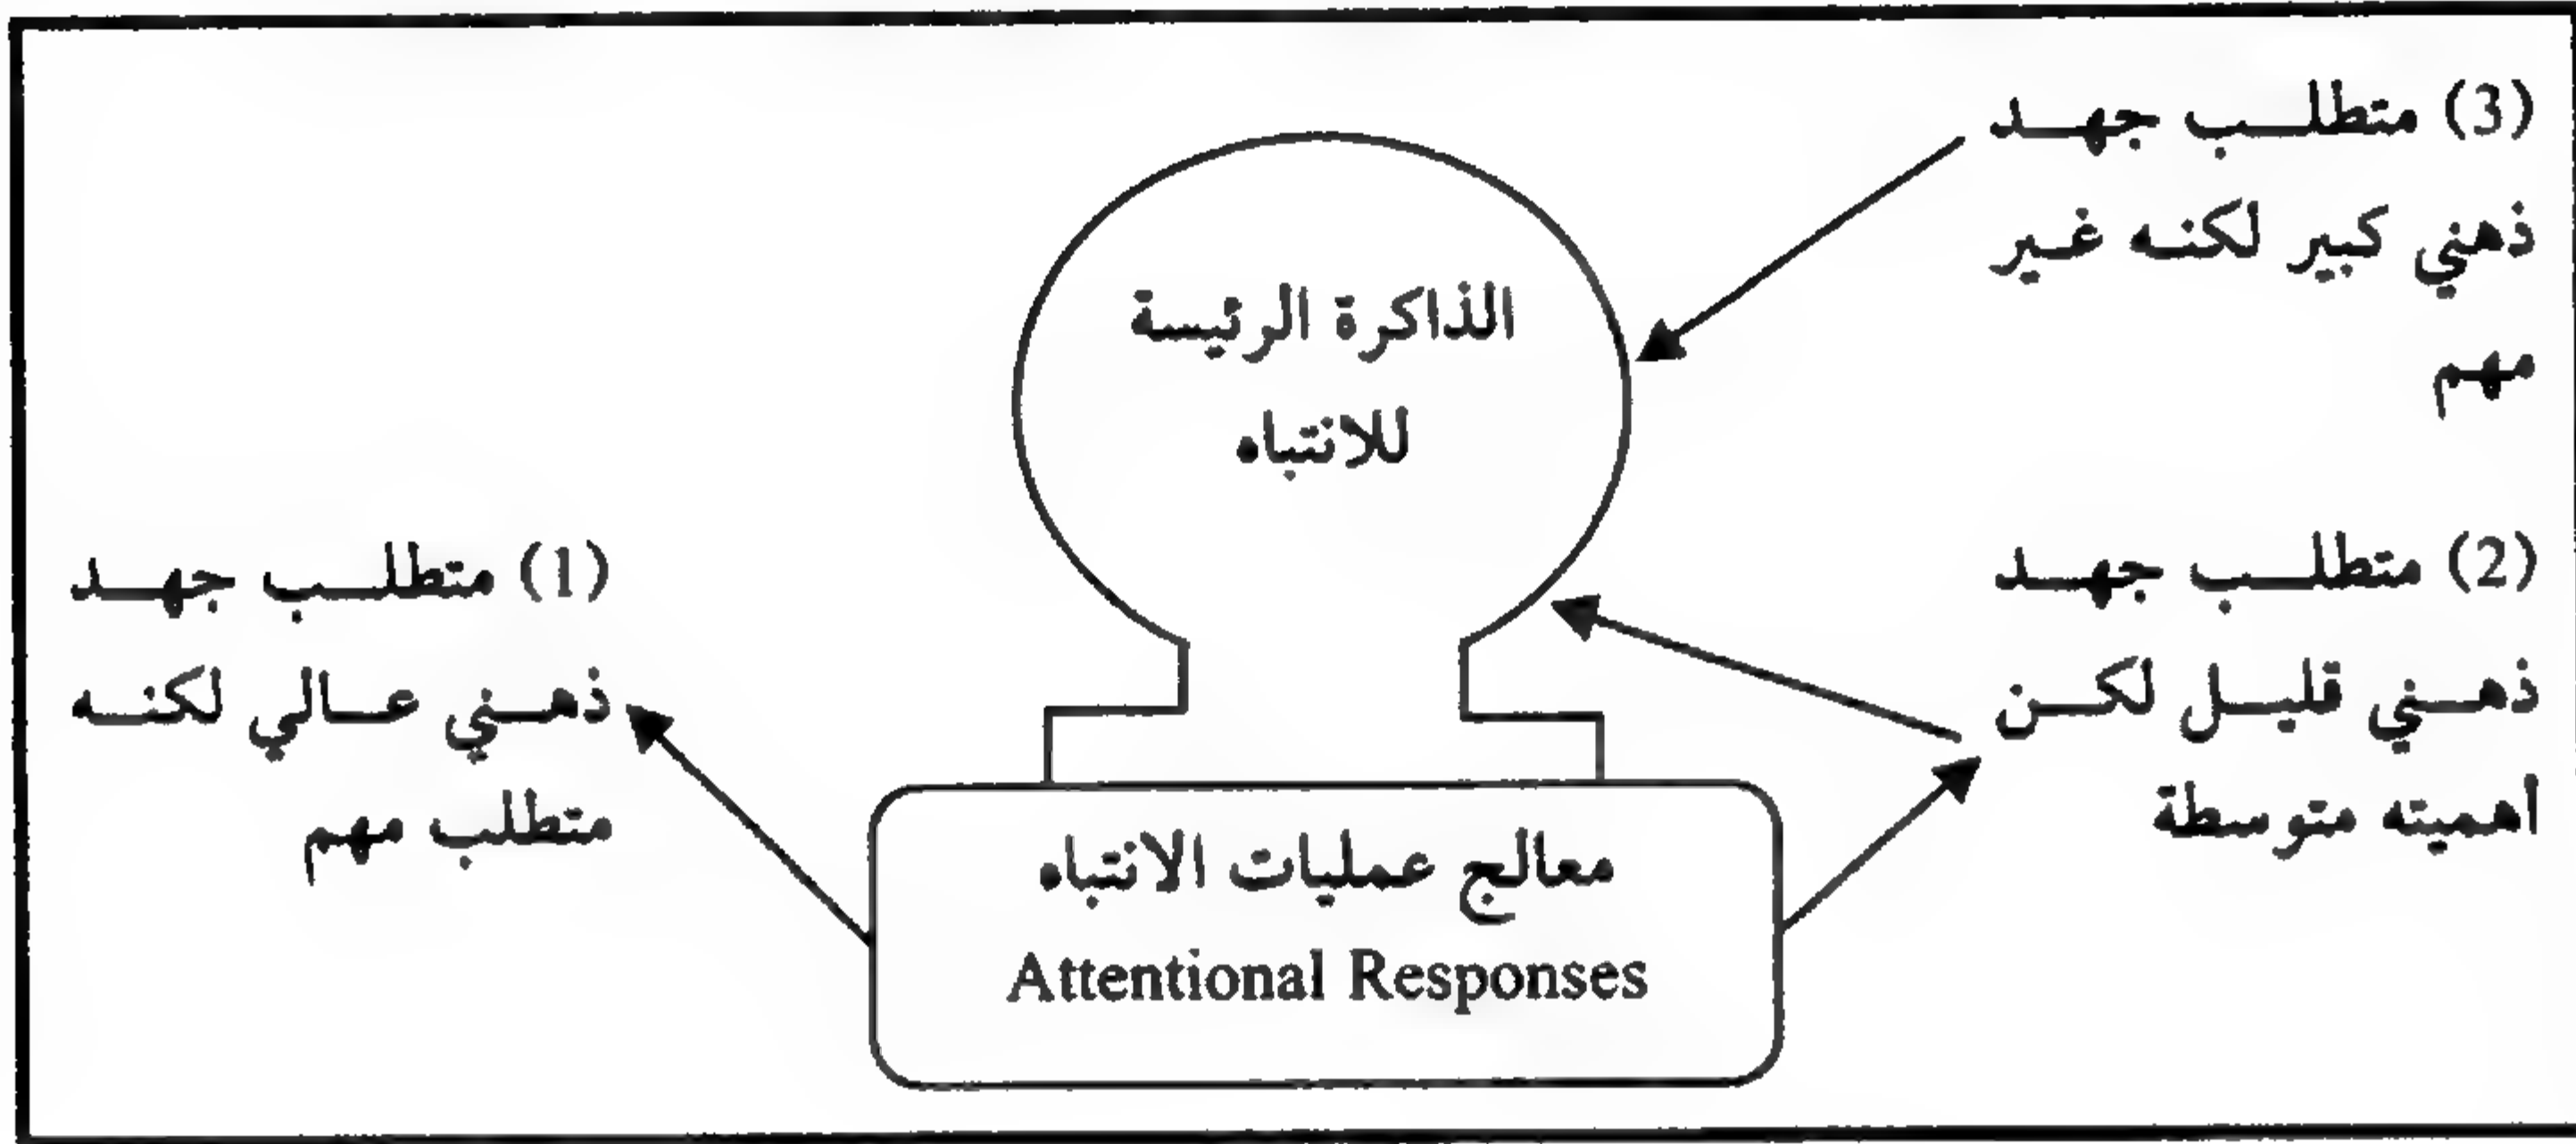 (3) متطلب جهد
ذهني كبير لكنه غير
مهم
الذاكرة الرئيسة
للانتباه
(2) متطلب جهد
ذهني قليل لكن
أهميته متوسطة
(1) متطلب جهد
ذهني عالي لكنه
متطلب مهم
معالج عمليات الانتباه
Attentional Responses